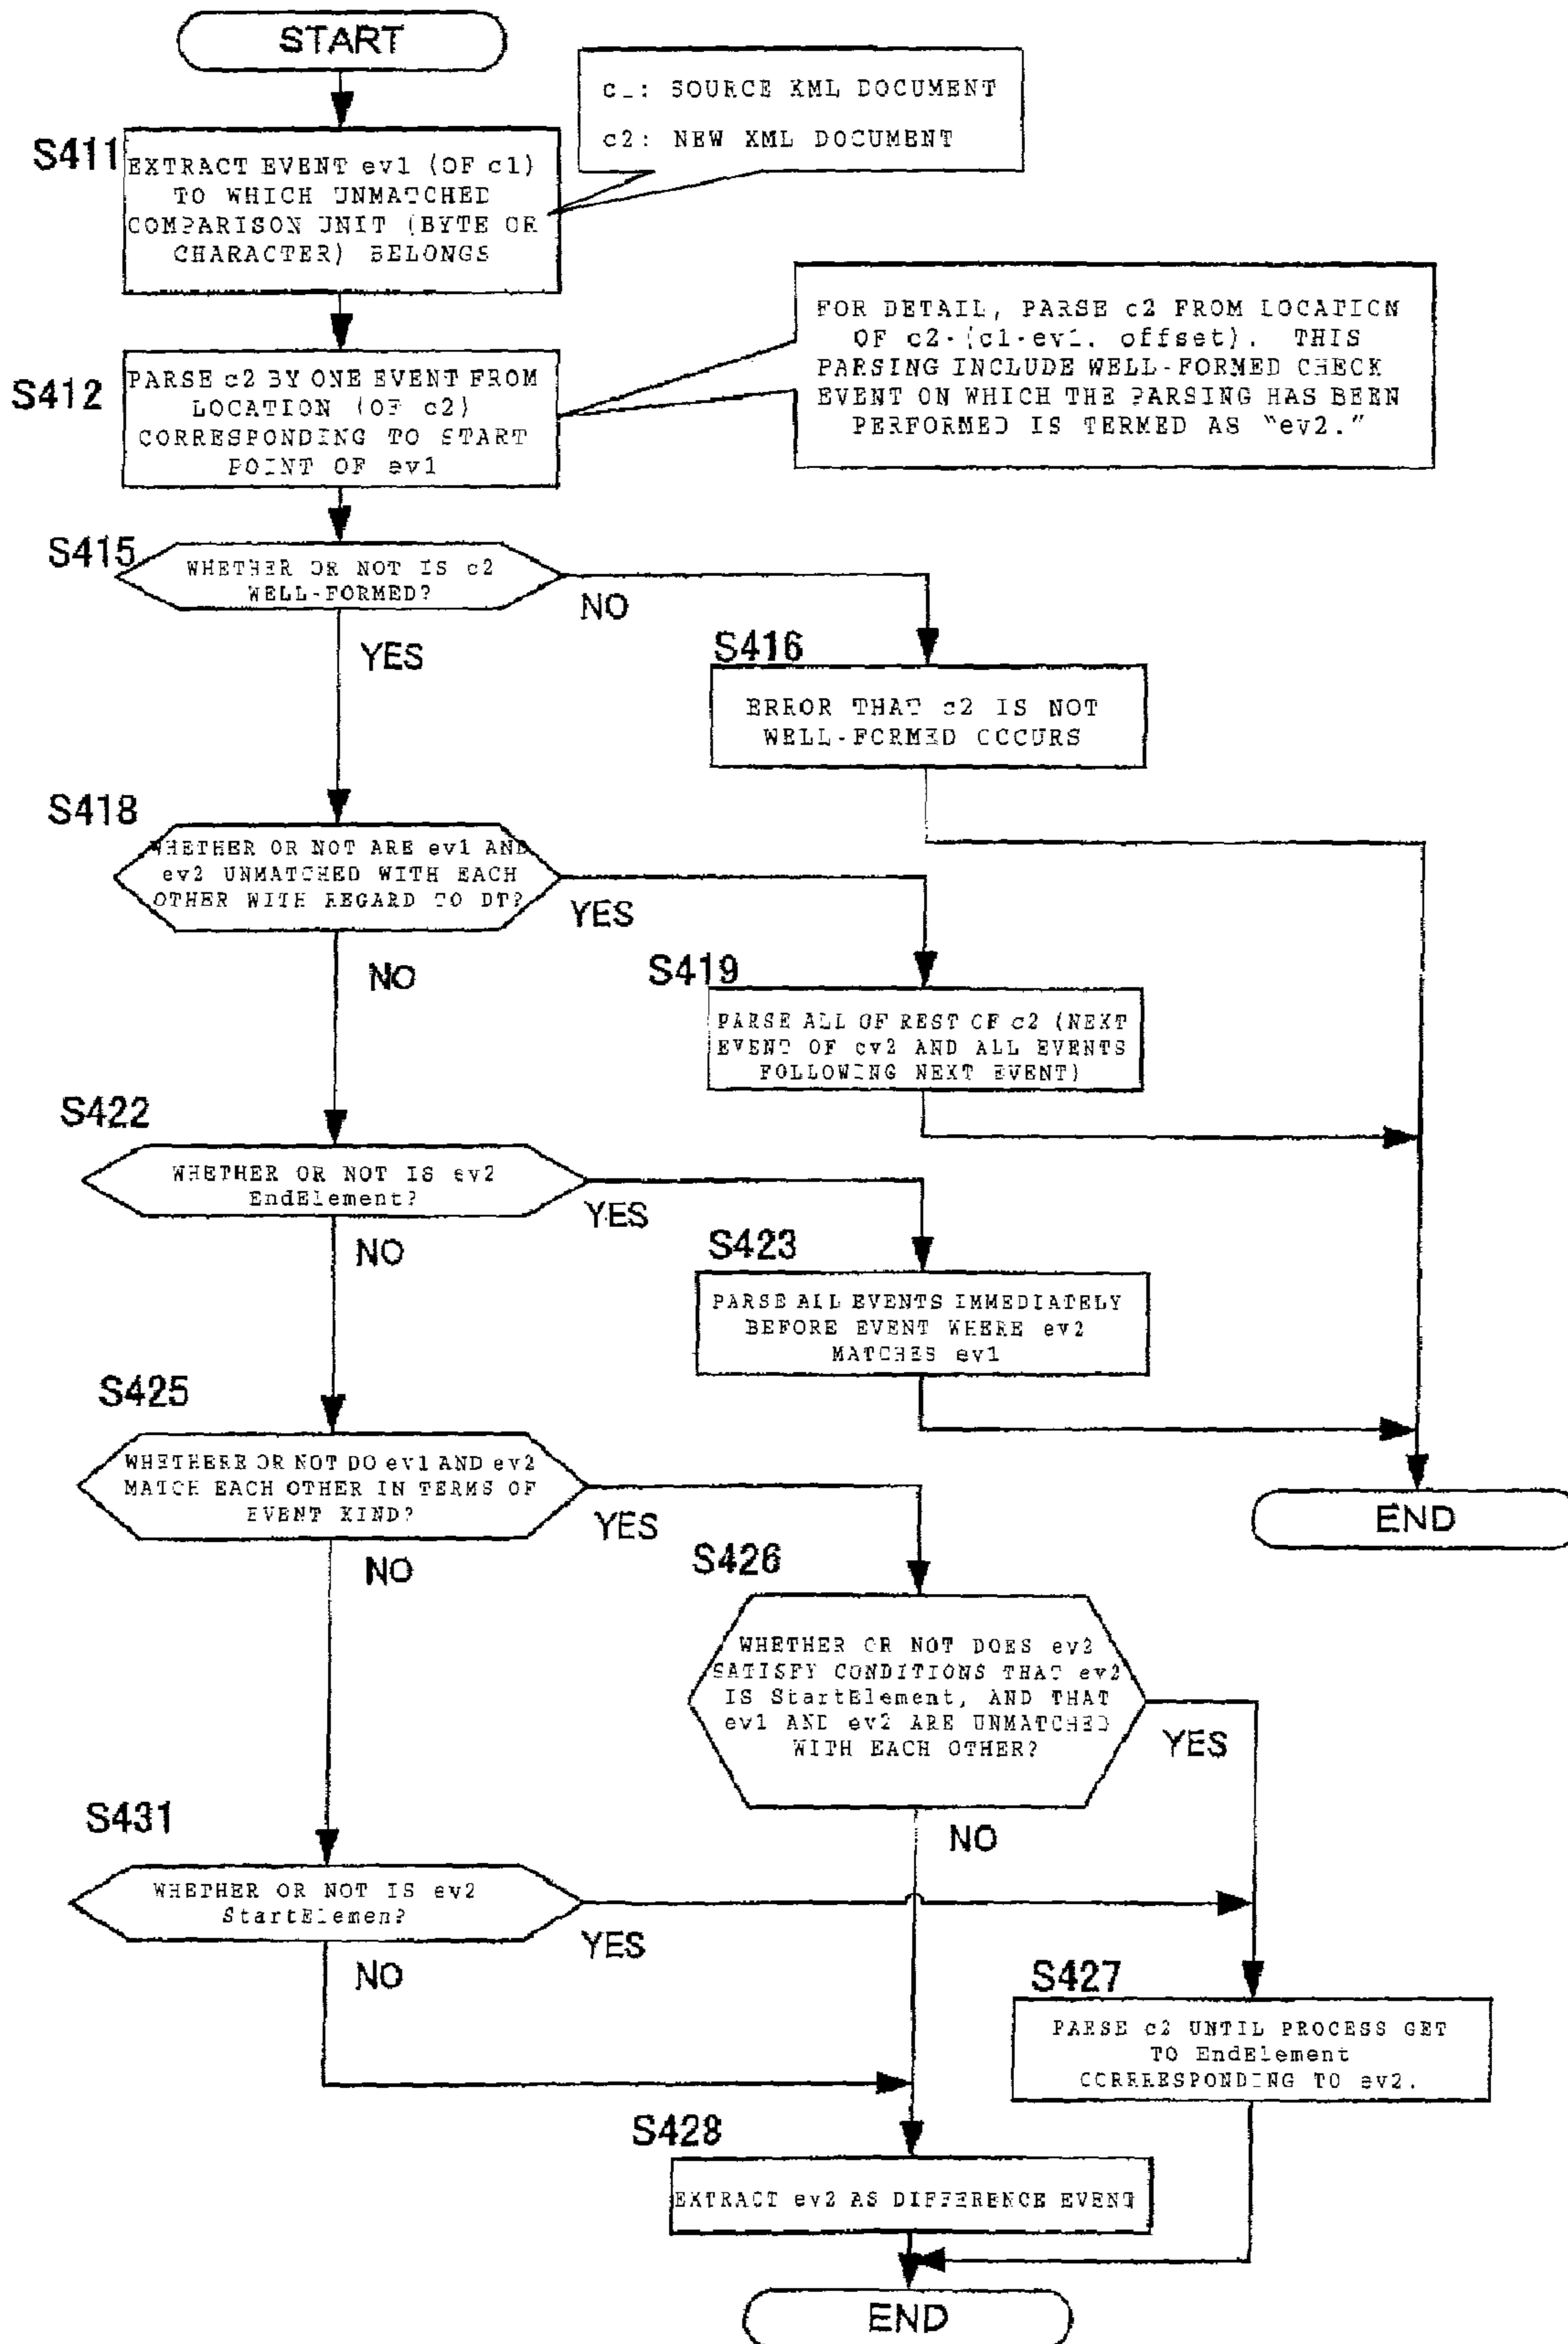 START
c1: SOURCE XML DOCUMENT
c2: NEW XML DOCUMENT
S411
EXTRACT EVENT ev1 (OF c1)
TO WHICH UNMATCHED
COMPARISON UNIT (BYTE OR
CHARACTER) BELONGS
FOR DETAIL, PARSE c2 FROM LOCATION
OF c2-(c1-ev1. offset). THIS
PARSING INCLUDE WELL-FORMED CHECK
EVENT ON WHICH THE PARSING HAS BEEN
PERFORMED IS TERMED AS "ev2."
S412
PARSE c2 BY ONE EVENT FROM
LOCATION (OF c2)
CORRESPONDING TO START
POINT OF ev1
S415
WHETHER OR NOT IS c2
WELL-FORMED?
NO
YES
S416
ERROR THAT c2 IS NOT
WELL-FORMED OCCURS
S418
WHETHER OR NOT ARE ev1 AND
ev2 UNMATCHED WITH EACH
OTHER WITH REGARD TO DT?
YES
NO
S419
PARSE ALL OF REST OF c2 (NEXT
EVENT OF ev2 AND ALL EVENTS
FOLLOWING NEXT EVENT)
S422
WHETHER OR NOT IS ev2
EndElement?
YES
NO
S423
PARSE ALL EVENTS IMMEDIATELY
BEFORE EVENT WHERE ev2
MATCHES ev1
S425
WHETHERE OR NOT DO ev1 AND ev2
MATCH EACH OTHER IN TERMS OF
EVENT KIND?
YES
NO
END
S426
WHETHER OR NOT DOES ev2
SATISFY CONDITIONS THAT ev2
IS StartElement, AND THAT
ev1 AND ev2 ARE UNMATCHED
WITH EACH OTHER?
YES
NO
S431
WHETHER OR NOT IS ev2
StartElemen?
YES
NO
S427
PARSE c2 UNTIL PROCESS GET
TO EndElement
CORRRESPONDING TO ev2.
S428
EXTRACT ev2 AS DIFFERENCE EVENT
END